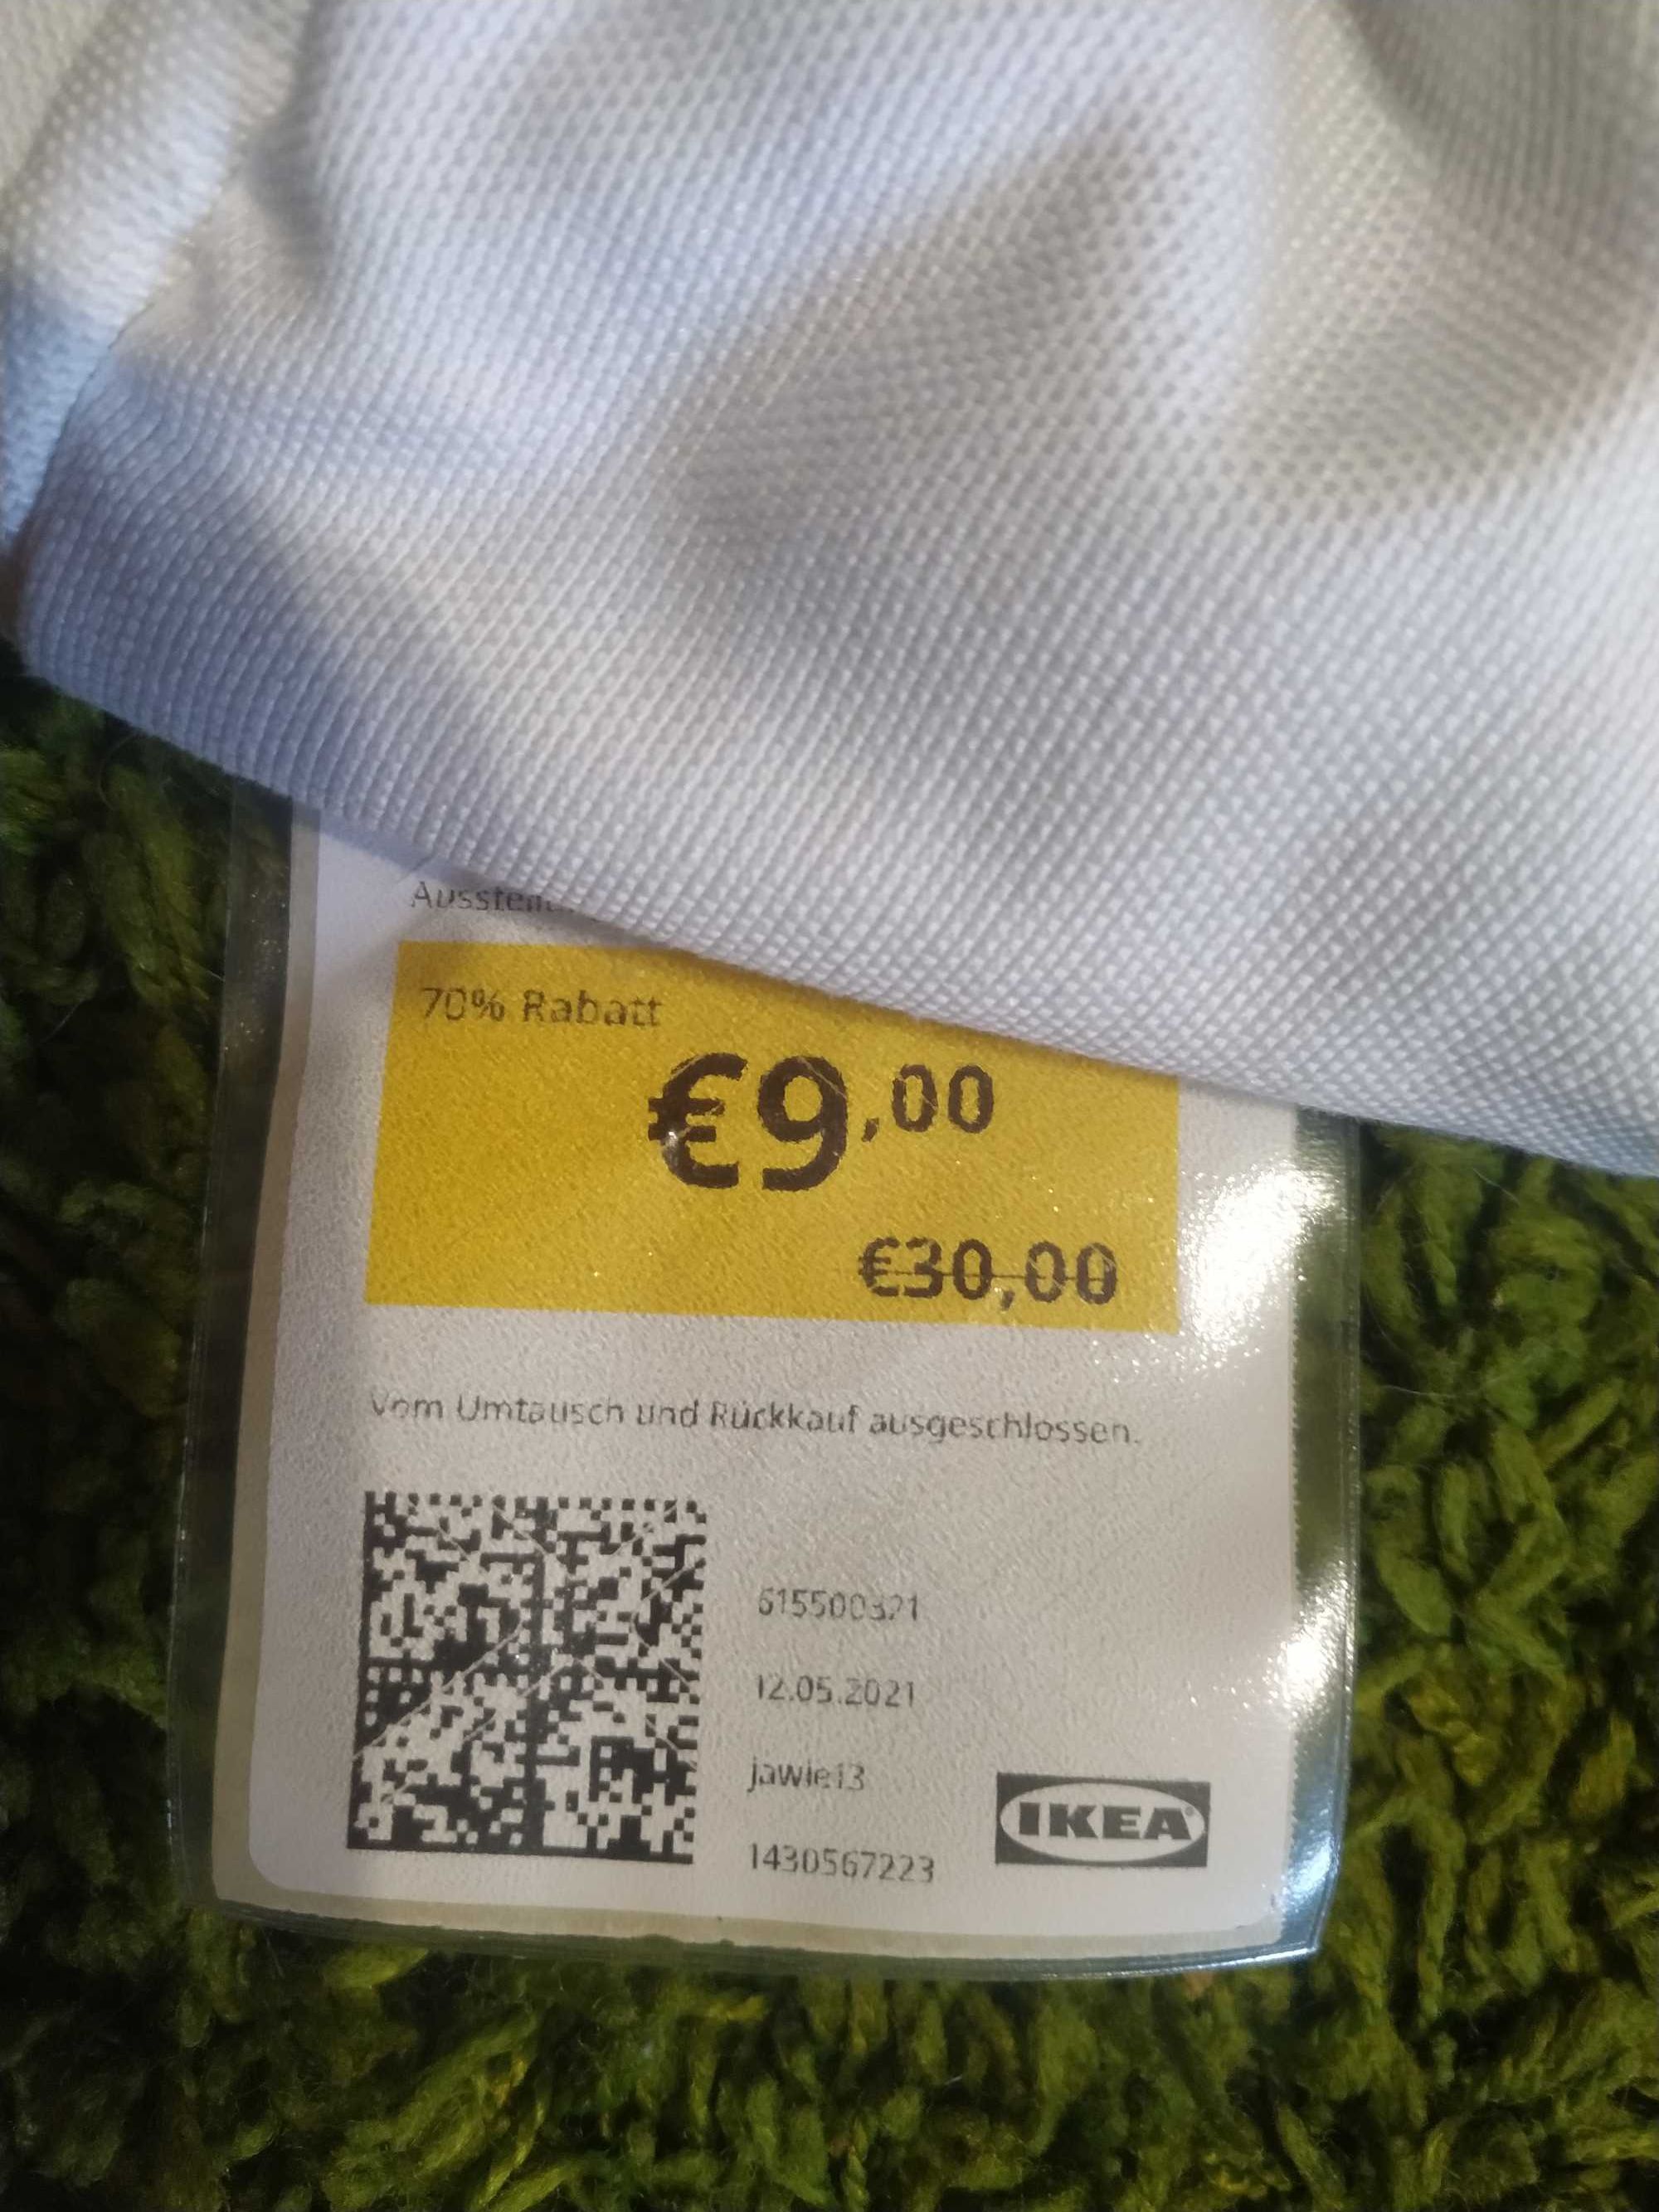 70% Rabatt
€9,00
€30,00
Vom Umtausch und Rückkauf ausgeschlossen.
615500321
12.05.2021
jawie13
1430567223
IKEA